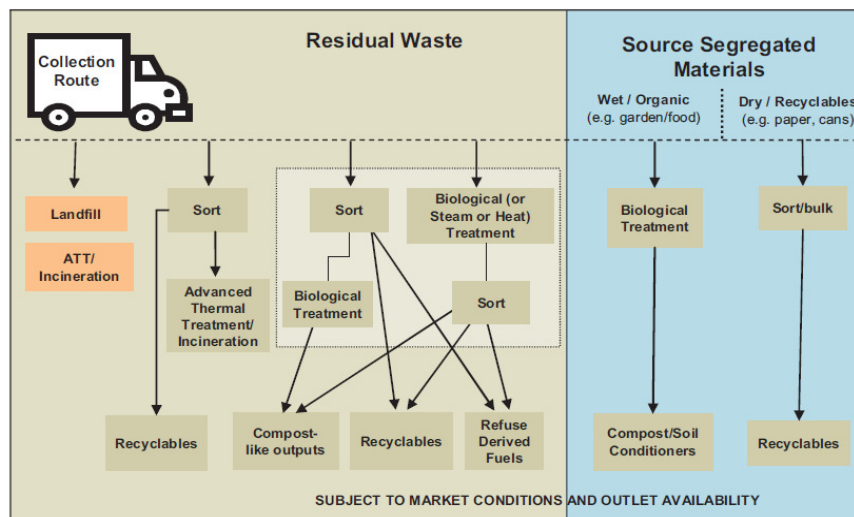 Collection
Route
Residual Waste
Source Segregated
Materials
Wet / Organic
(e.g. garden/food)
Dry / Recyclables
(e.g. paper, cans)
Landfill
ATT/
Incineration
Sort
Advanced
Thermal
Treatment/
Incineration
Sort
Biological
Treatment
Biological (or
Steam or Heat)
Treatment
Sort
Biological
Treatment
Sort/bulk
Recyclables
Compost-
like outputs
Recyclables
Refuse
Derived
Fuels
Compost/Soil
Conditioners
Recyclables
SUBJECT TO MARKET CONDITIONS AND OUTLET AVAILABILITY